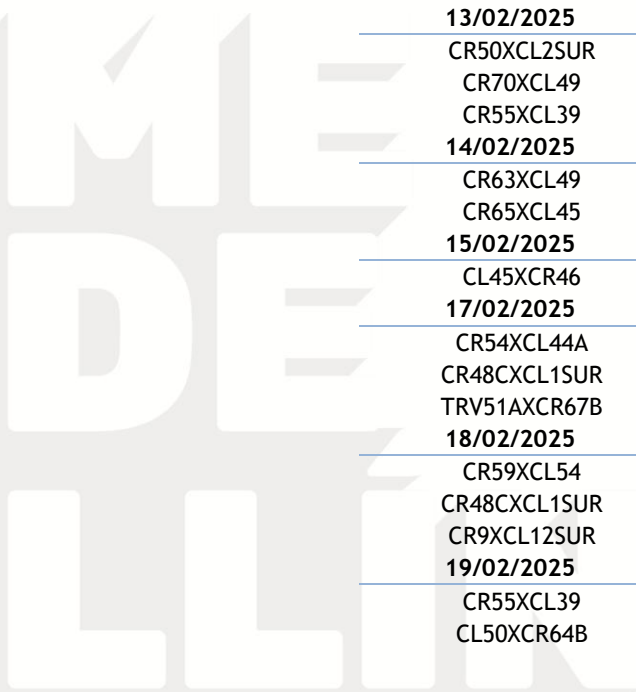 MEDELLÍN
13/02/2025
CR50XCL2SUR
CR70XCL49
CR55XCL39
14/02/2025
CR63XCL49
CR65XCL45
15/02/2025
CL45XCR46
17/02/2025
CR54XCL44A
CR48CXCL1SUR
TRV51AXCR67B
18/02/2025
CR59XCL54
CR48CXCL1SUR
CR9XCL12SUR
19/02/2025
CR55XCL39
CL50XCR64B